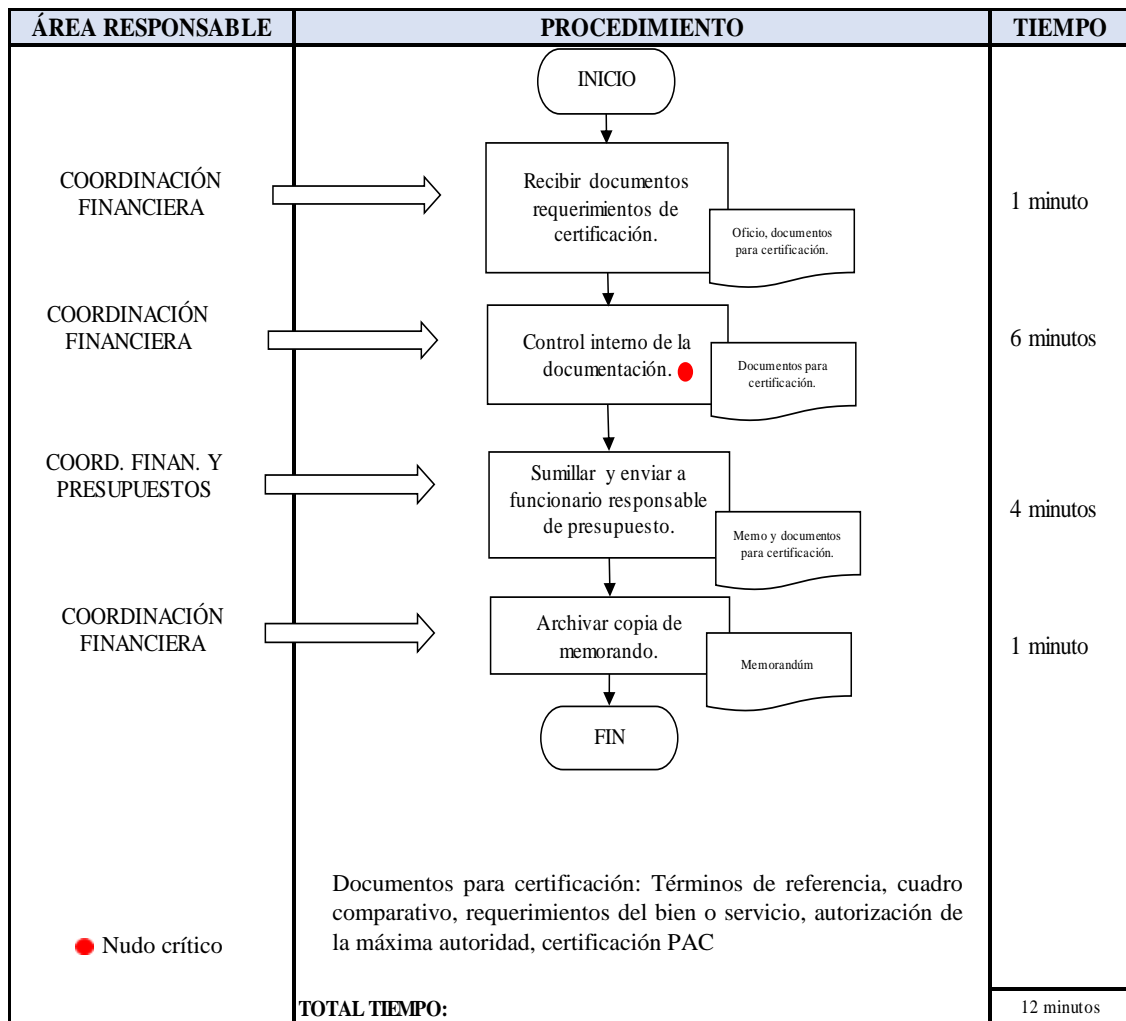 ÁREA RESPONSABLE
PROCEDIMIENTO
TIEMPO
INICIO
COORDINACIÓN
FINANCIERA
Recibir documentos
requerimientos de
certificación.
Oficio, documentos
para certificación.
1 minuto
COORDINACIÓN
FINANCIERA
Control interno de la
documentación.
Documentos para
certificación.
6 minutos
COORD. FINAN. Y
PRESUPUESTOS
Sumillar y enviar a
funcionario responsable
de presupuesto.
Memo y documentos
para certificación.
4 minutos
COORDINACIÓN
FINANCIERA
Archivar copia de
memorando.
Memorandúm
1 minuto
FIN
Documentos para certificación: Términos de referencia, cuadro
comparativo, requerimientos del bien o servicio, autorización de
la máxima autoridad, certificación PAC
Nudo crítico
TOTAL TIEMPO:
12 minutos